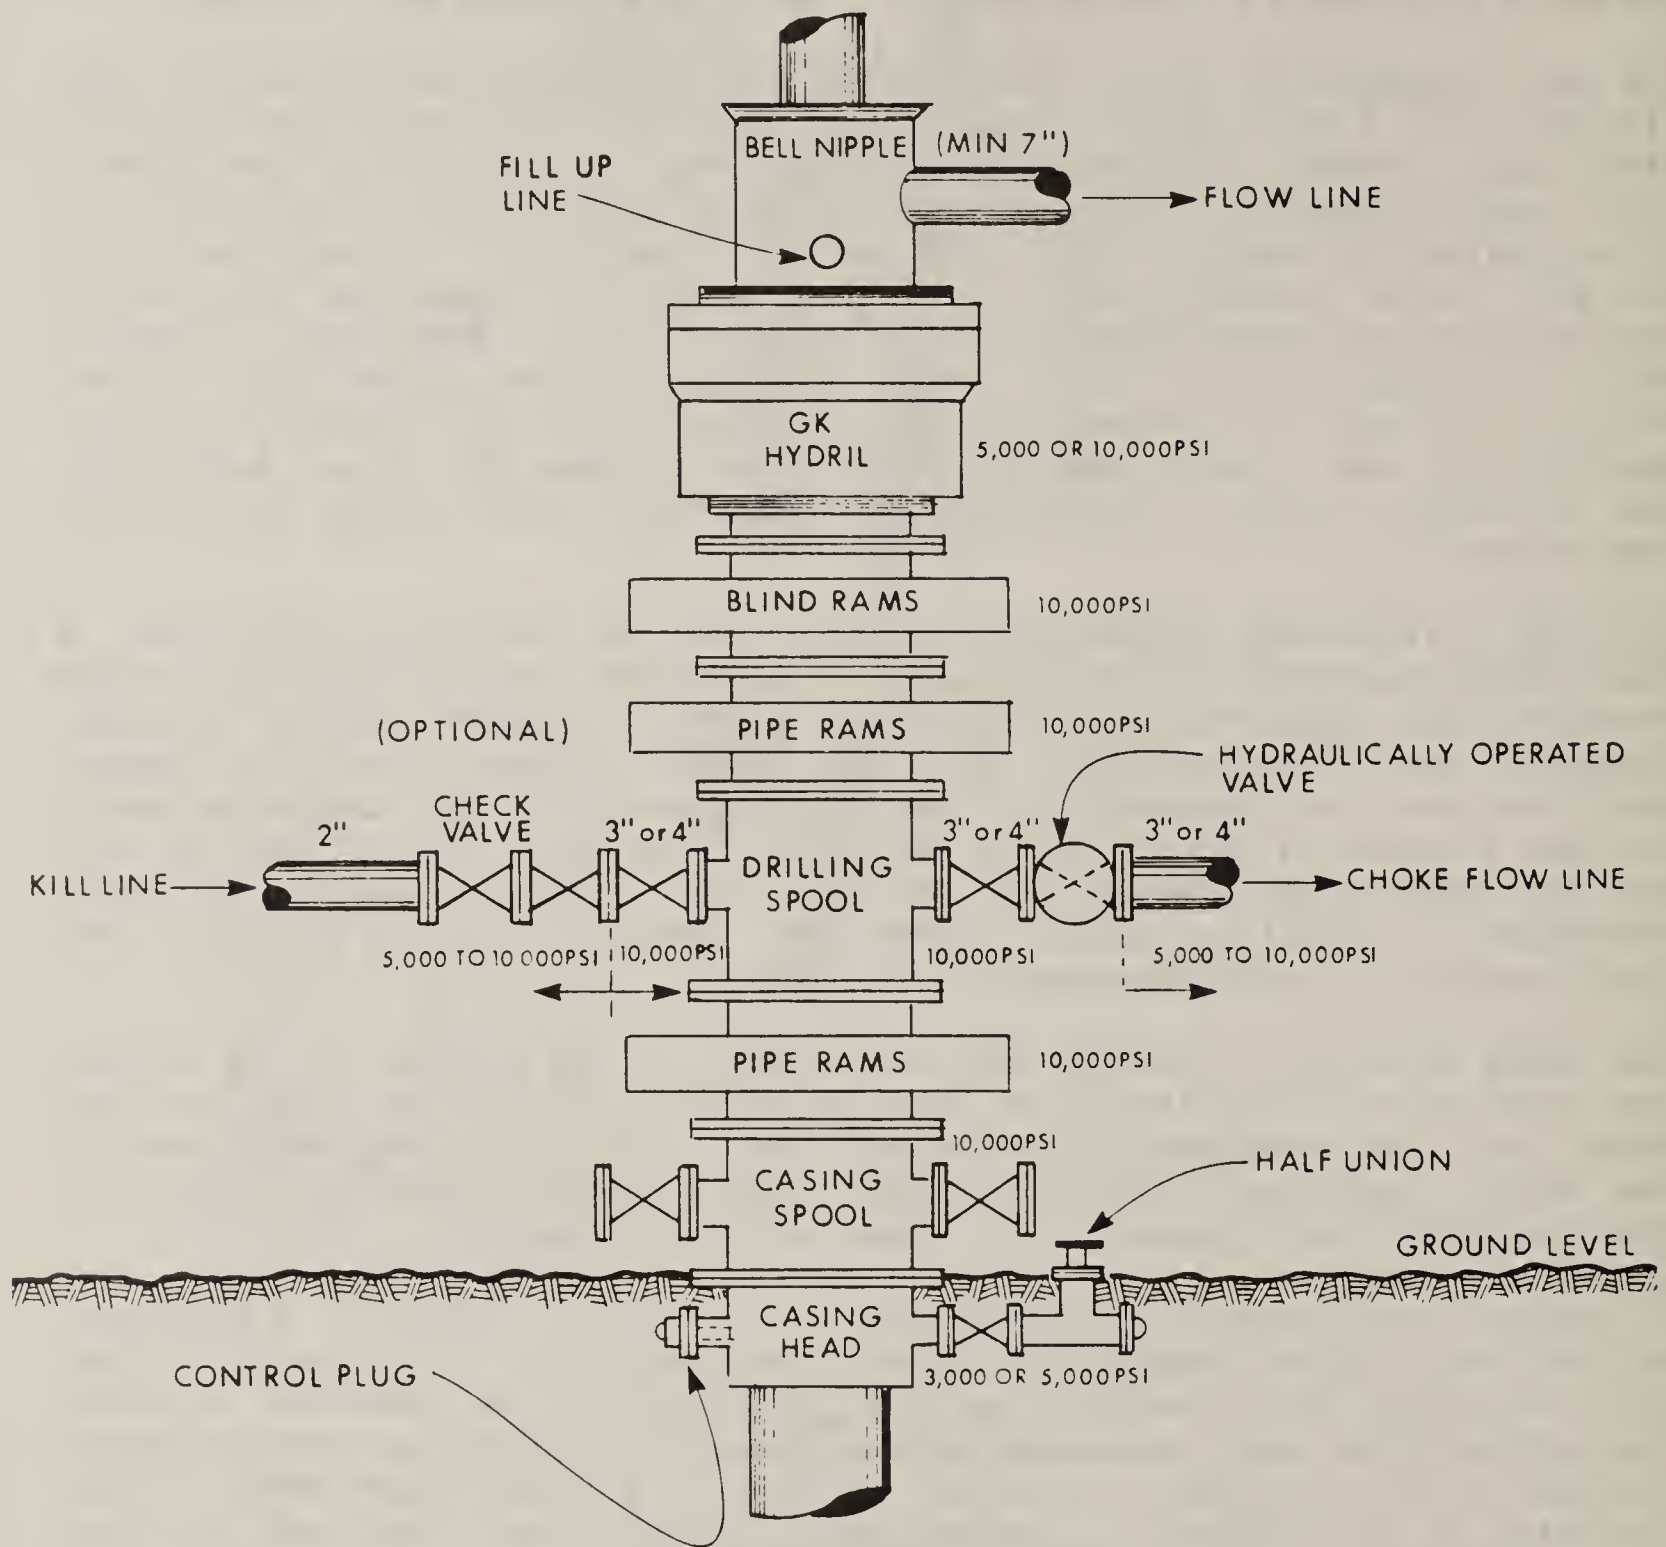 BELL NIPPLE
(MIN 7")
FILL UP
LINE
FLOW LINE
GK
HYDRIL
5,000 OR 10,000PSI
BLIND RAMS
10,000PSI
(OPTIONAL)
PIPE RAMS
10,000PSI
HYDRAULICALLY OPERATED
VALVE
2"
CHECK
VALVE
3" or 4"
3" or 4"
3" or 4"
KILL LINE
DRILLING
SPOOL
CHOKE FLOW LINE
5,000 TO 10 000PSI
10,000PSI
10,000PSI
5,000 TO 10,000PSI
PIPE RAMS
10,000PSI
10,000PSI
CASING
SPOOL
HALF UNION
GROUND LEVEL
CASING
HEAD
3,000 OR 5,000PSI
CONTROL PLUG